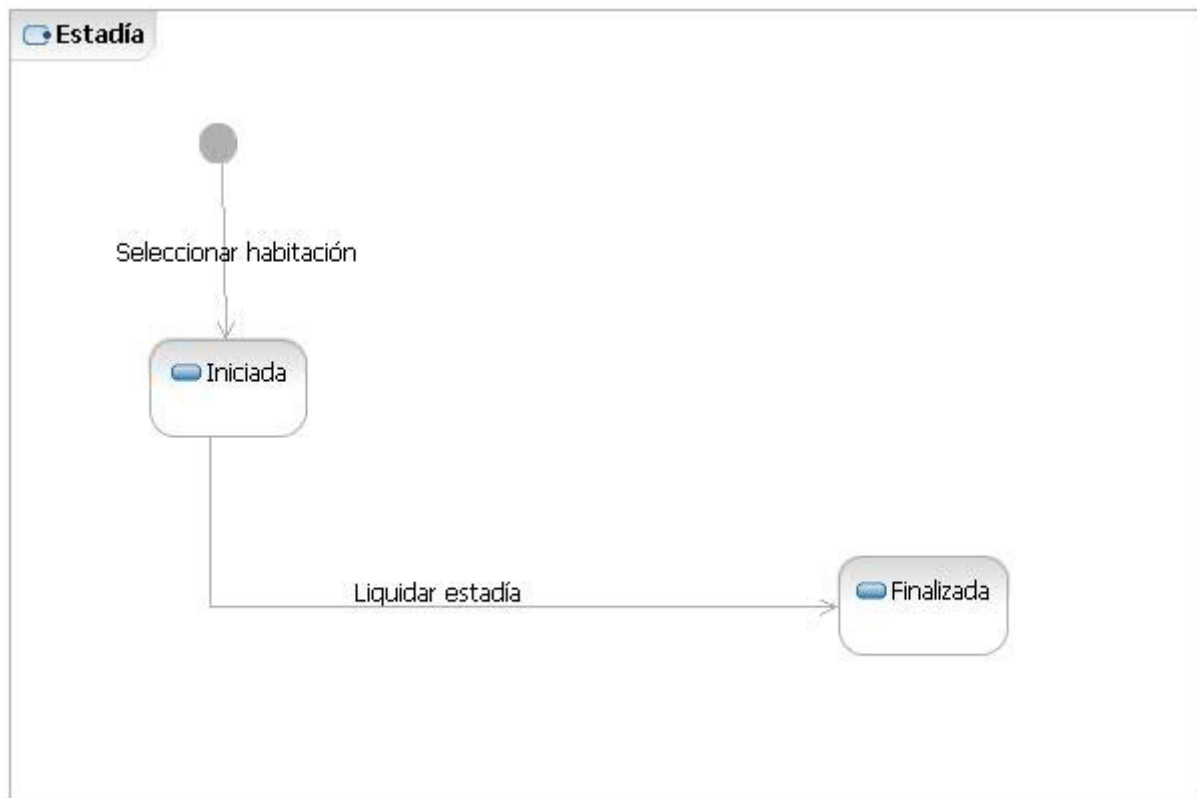 Estadía
Seleccionar habitación
Iniciada
Liquidar estadía
Finalizada